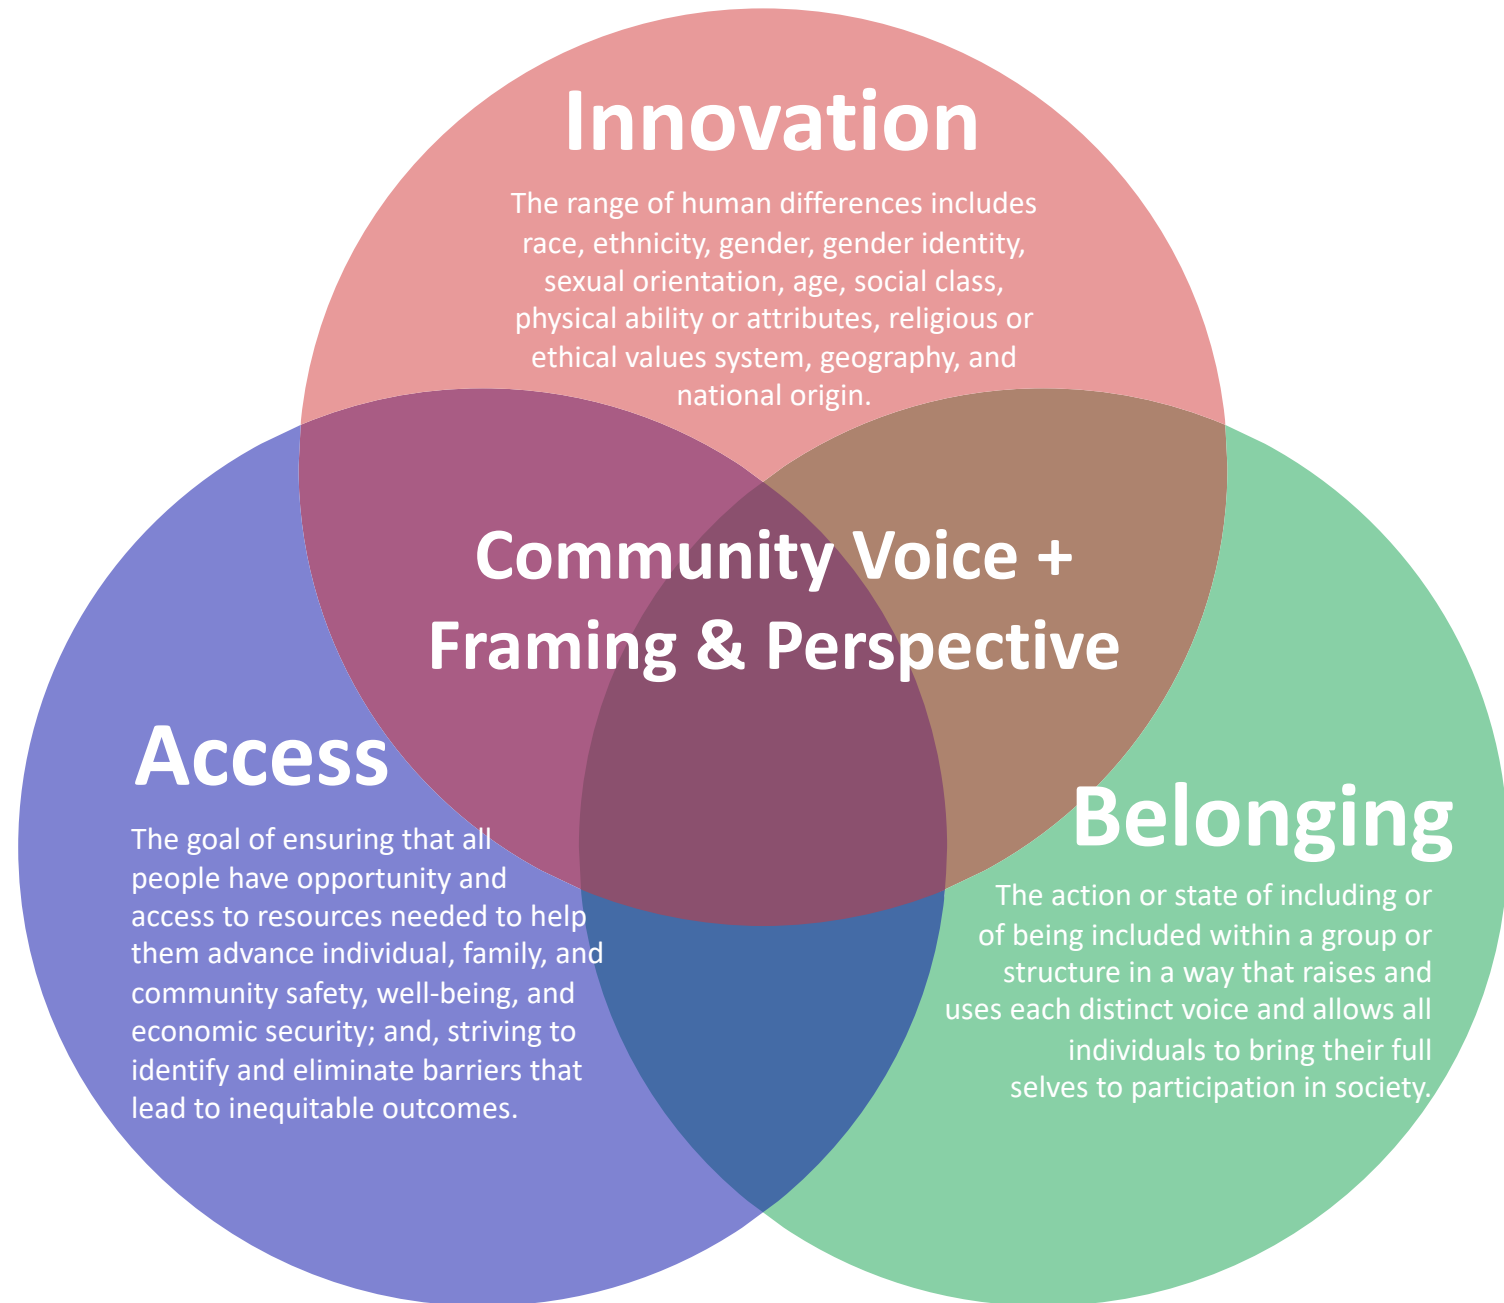 Innovation
The range of human differences includes
race, ethnicity, gender, gender identity,
sexual orientation, age, social class,
physical ability or attributes, religious or
ethical values system, geography, and
national origin.
Community Voice +
Framing & Perspective
Access
The goal of ensuring that all
people have opportunity and
access to resources needed to help
them advance individual, family, and
community safety, well-being, and
economic security; and, striving to
identify and eliminate barriers that
lead to inequitable outcomes.
Belonging
The action or state of including or
of being included within a group or
structure in a way that raises and
uses each distinct voice and allows all
individuals to bring their full
selves to participation in society.